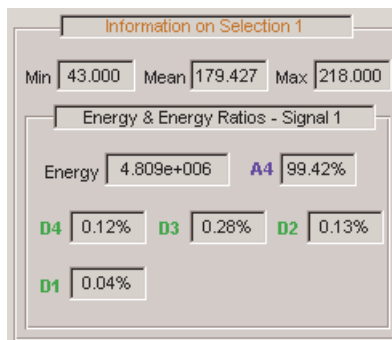 Information on Selection 1
Min 43.000 Mean 179.427 Max 218.000
Energy & Energy Ratios - Signal 1
Energy 4.809e+006 A4 99.42%
D4 0.12% D3 0.28% D2 0.13%
D1 0.04%